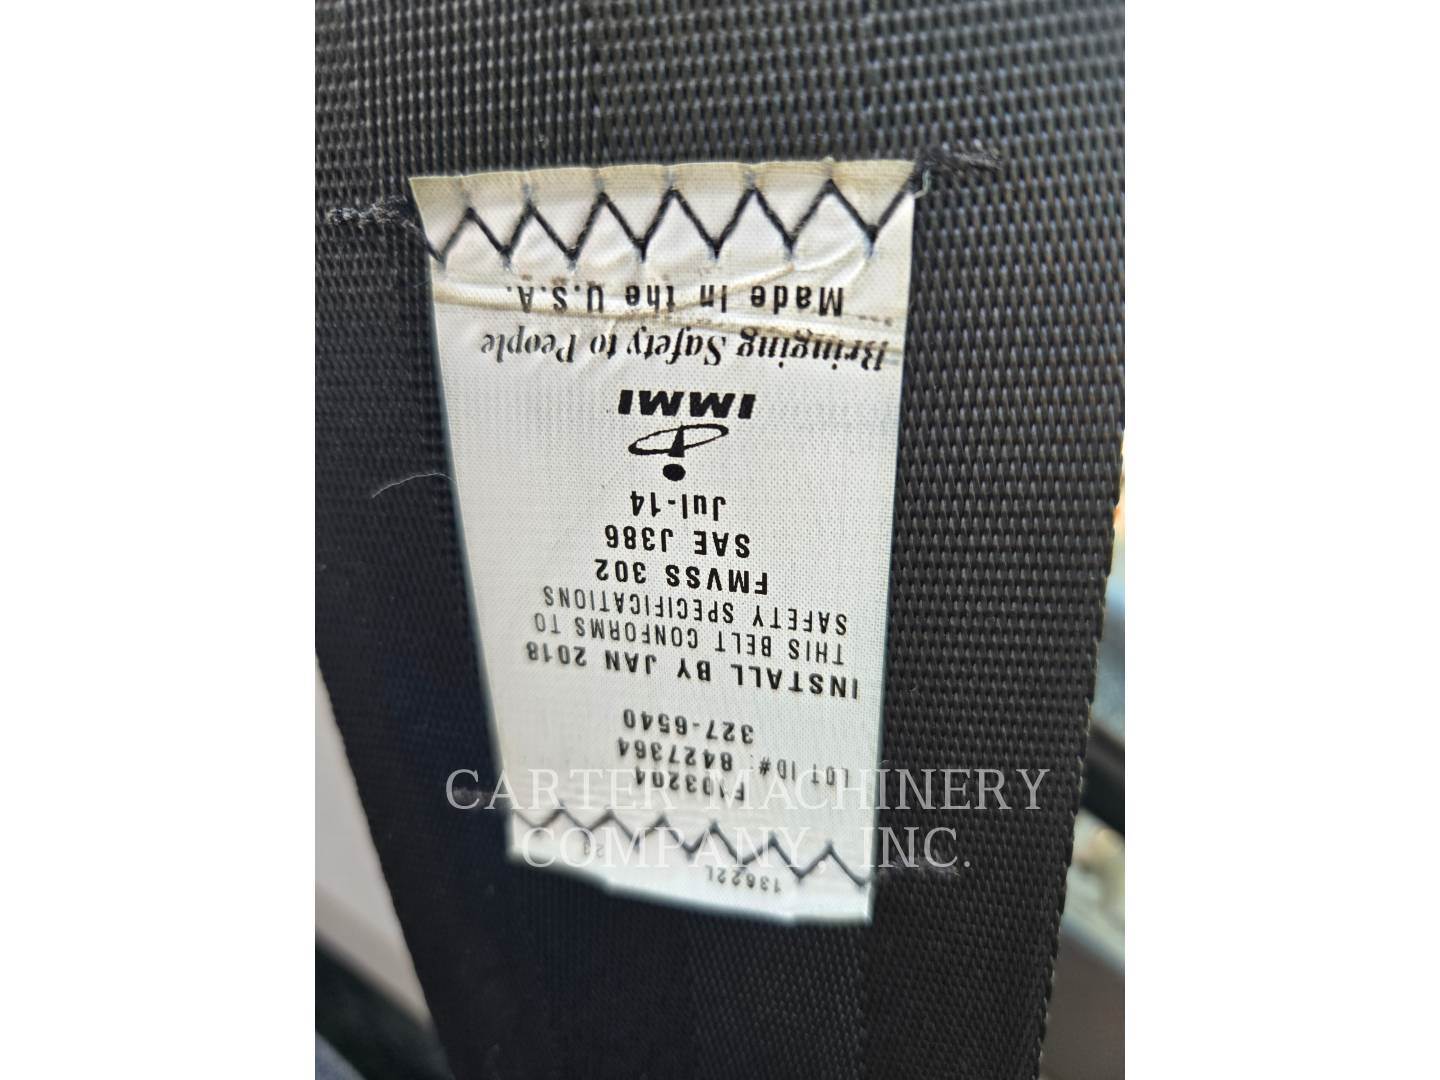 13622L
F103204
LOT ID#: 8427364
327-6540
INSTALL BY JAN 2018
THIS BELT CONFORMS TO
SAFETY SPECIFICATIONS
FMVSS 302
SAE J386
Jul-14
IMMI
Bringing Safety to People
Made In the U.S.A.
CARTER MACHINERY
COMPANY, INC.